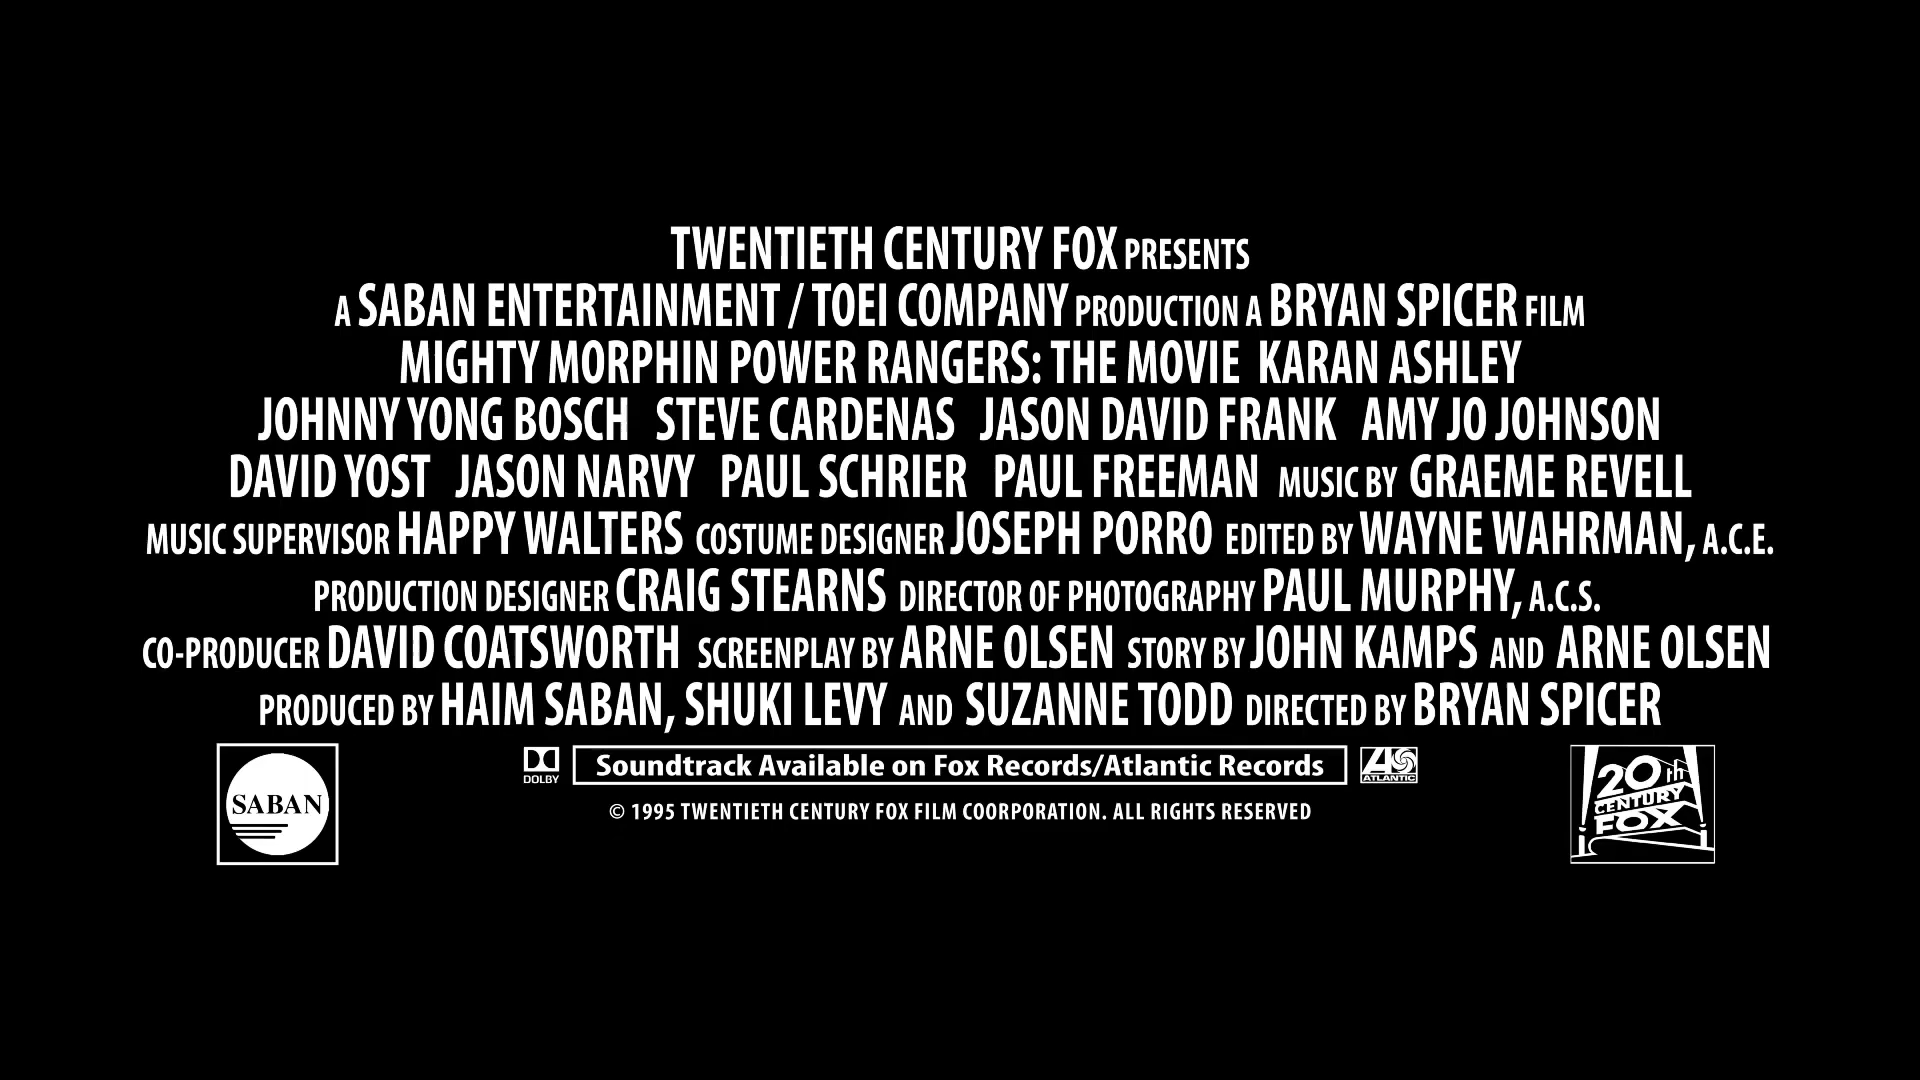 TWENTIETH CENTURY FOX PRESENTS
A SABAN ENTERTAINMENT / TOEI COMPANY PRODUCTION A BRYAN SPICER FILM
MIGHTY MORPHIN POWER RANGERS: THE MOVIE KARAN ASHLEY
JOHNNY YONG BOSCH STEVE CARDENAS JASON DAVID FRANK AMY JO JOHNSON
DAVID YOST JASON NARVY PAUL SCHRIER PAUL FREEMAN MUSIC BY GRAEME REVELL
MUSIC SUPERVISOR HAPPY WALTERS COSTUME DESIGNER JOSEPH PORRO EDITED BY WAYNE WAHRMAN, A.C.E.
PRODUCTION DESIGNER CRAIG STEARNS DIRECTOR OF PHOTOGRAPHY PAUL MURPHY, A.C.S.
CO-PRODUCER DAVID COATSWORTH SCREENPLAY BY ARNE OLSEN STORY BY JOHN KAMPS AND ARNE OLSEN
PRODUCED BY HAIM SABAN, SHUKI LEVY AND SUZANNE TODD DIRECTED BY BRYAN SPICER
SABAN
DOLBY
Soundtrack Available on Fox Records/Atlantic Records
ATLANTIC
© 1995 TWENTIETH CENTURY FOX FILM COORPORATION. ALL RIGHTS RESERVED
20th
CENTURY
FOX